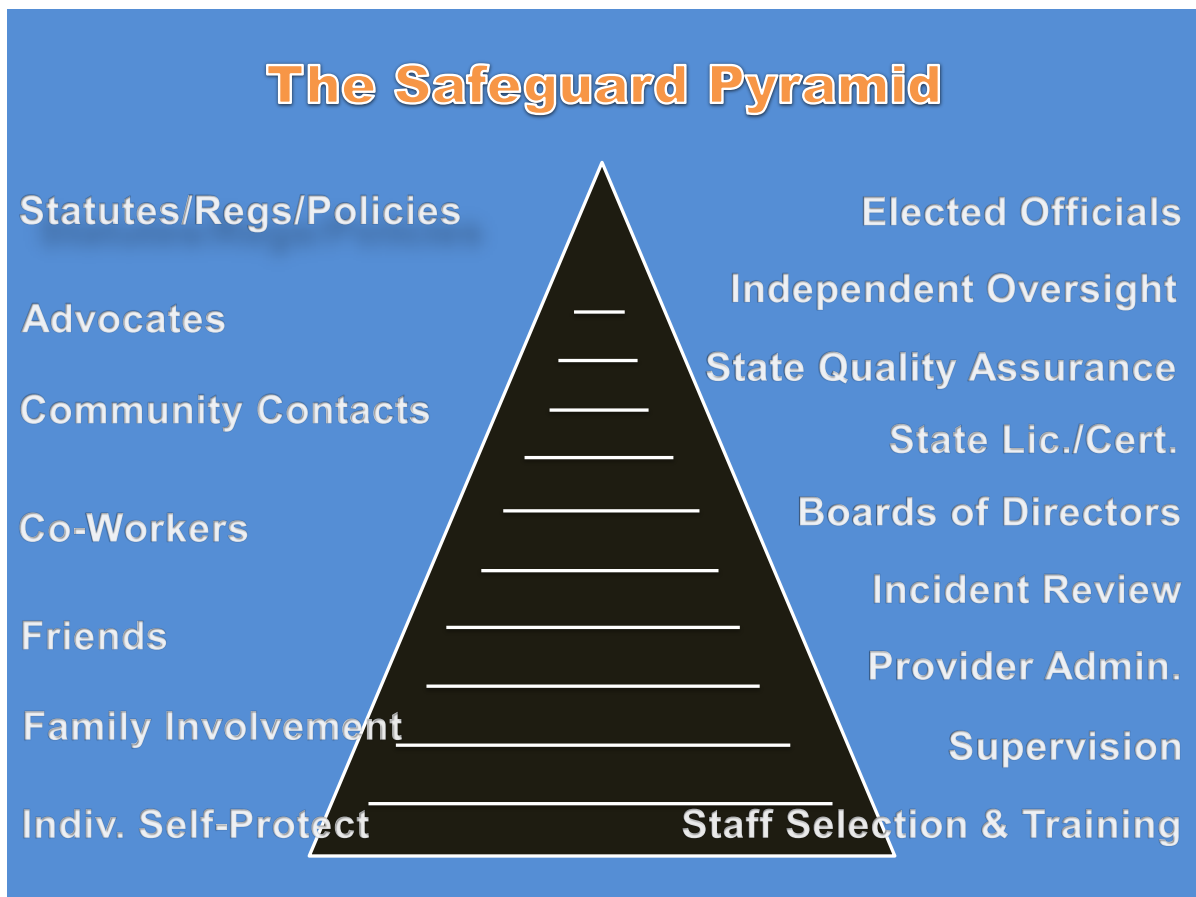 The Safeguard Pyramid
Statutes/Regs/Policies
Advocates
Community Contacts
Co-Workers
Friends
Family Involvement
Indiv. Self-Protect
Elected Officials
Independent Oversight
State Quality Assurance
State Lic./Cert.
Boards of Directors
Incident Review
Provider Admin.
Supervision
Staff Selection & Training